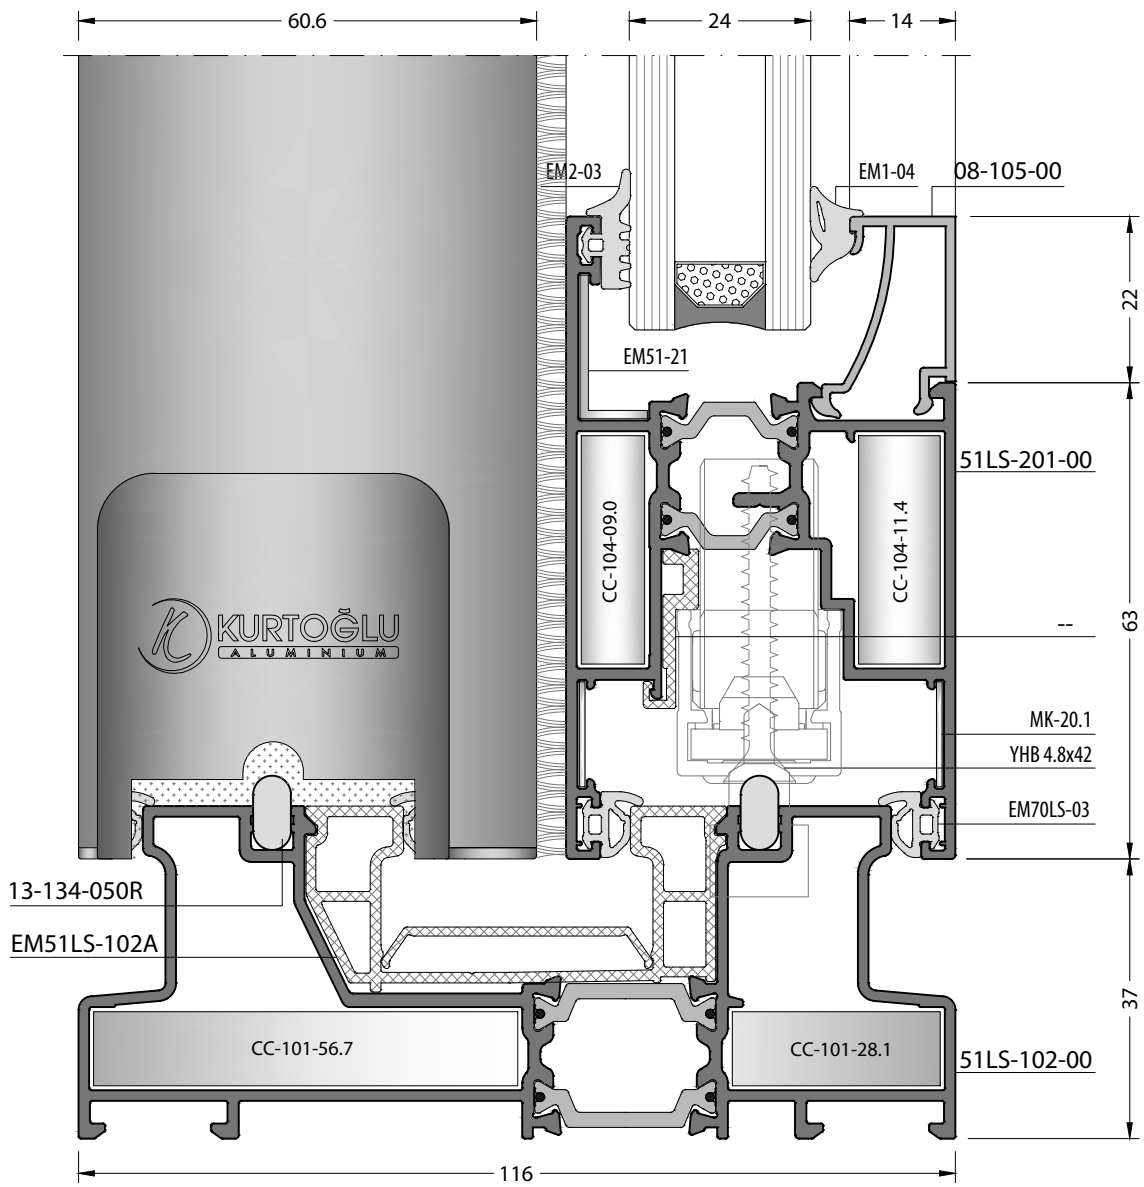 60.6
24
14
EM2-03
EM1-04
08-105-00
22
EM51-21
51LS-201-00
CC-104-09.0
CC-104-11.4
KURTOĞLU
ALUMINIUM
--
63
MK-20.1
YHB 4.8x42
EM70LS-03
13-134-050R
EM51LS-102A
37
CC-101-56.7
CC-101-28.1
51LS-102-00
116